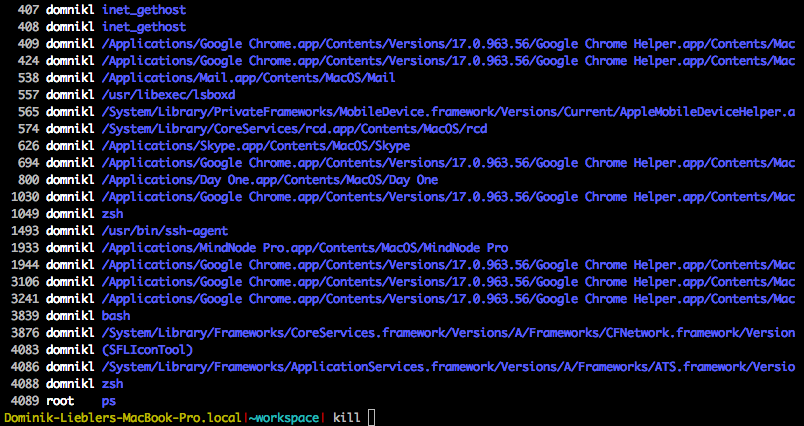 407 domnikl inet_gethost
408 domnikl inet_gethost
409 domnikl /Applications/Google Chrome.app/Contents/Versions/17.0.963.56/Google Chrome Helper.app/Contents/Mac
424 domnikl /Applications/Google Chrome.app/Contents/Versions/17.0.963.56/Google Chrome Helper.app/Contents/Mac
538 domnikl /Applications/Mail.app/Contents/MacOS/Mail
557 domnikl /usr/libexec/lsboxd
565 domnikl /System/Library/PrivateFrameworks/MobileDevice.framework/Versions/Current/AppleMobileDeviceHelper.a
574 domnikl /System/Library/CoreServices/rcd.app/Contents/MacOS/rcd
626 domnikl /Applications/Skype.app/Contents/MacOS/Skype
694 domnikl /Applications/Google Chrome.app/Contents/Versions/17.0.963.56/Google Chrome Helper.app/Contents/Mac
800 domnikl /Applications/Day One.app/Contents/MacOS/Day One
1030 domnikl /Applications/Google Chrome.app/Contents/Versions/17.0.963.56/Google Chrome Helper.app/Contents/Mac
1049 domnikl zsh
1493 domnikl /usr/bin/ssh-agent
1933 domnikl /Applications/MindNode Pro.app/Contents/MacOS/MindNode Pro
1944 domnikl /Applications/Google Chrome.app/Contents/Versions/17.0.963.56/Google Chrome Helper.app/Contents/Mac
3106 domnikl /Applications/Google Chrome.app/Contents/Versions/17.0.963.56/Google Chrome Helper.app/Contents/Mac
3241 domnikl /Applications/Google Chrome.app/Contents/Versions/17.0.963.56/Google Chrome Helper.app/Contents/Mac
3839 domnikl bash
3876 domnikl /System/Library/Frameworks/CoreServices.framework/Versions/A/Frameworks/CFNetwork.framework/Version
4083 domnikl (SFLIconTool)
4086 domnikl /System/Library/Frameworks/ApplicationServices.framework/Versions/A/Frameworks/ATS.framework/Versio
4088 domnikl zsh
4089 root ps
Dominik-Lieblers-MacBook-Pro.local|~workspace| kill